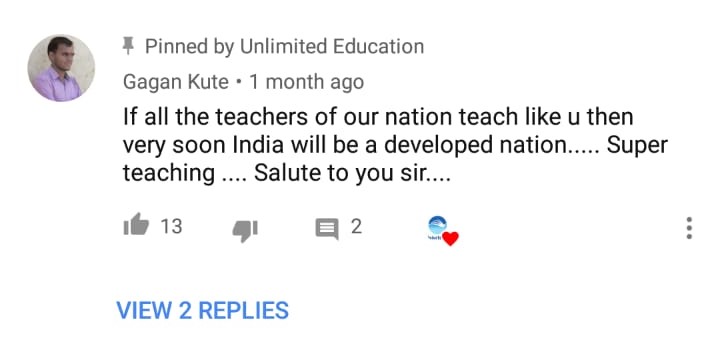 Pinned by Unlimited Education
Gagan Kute • 1 month ago
If all the teachers of our nation teach like u then
very soon India will be a developed nation..... Super
teaching .... Salute to you sir....
13
2
VIEW 2 REPLIES